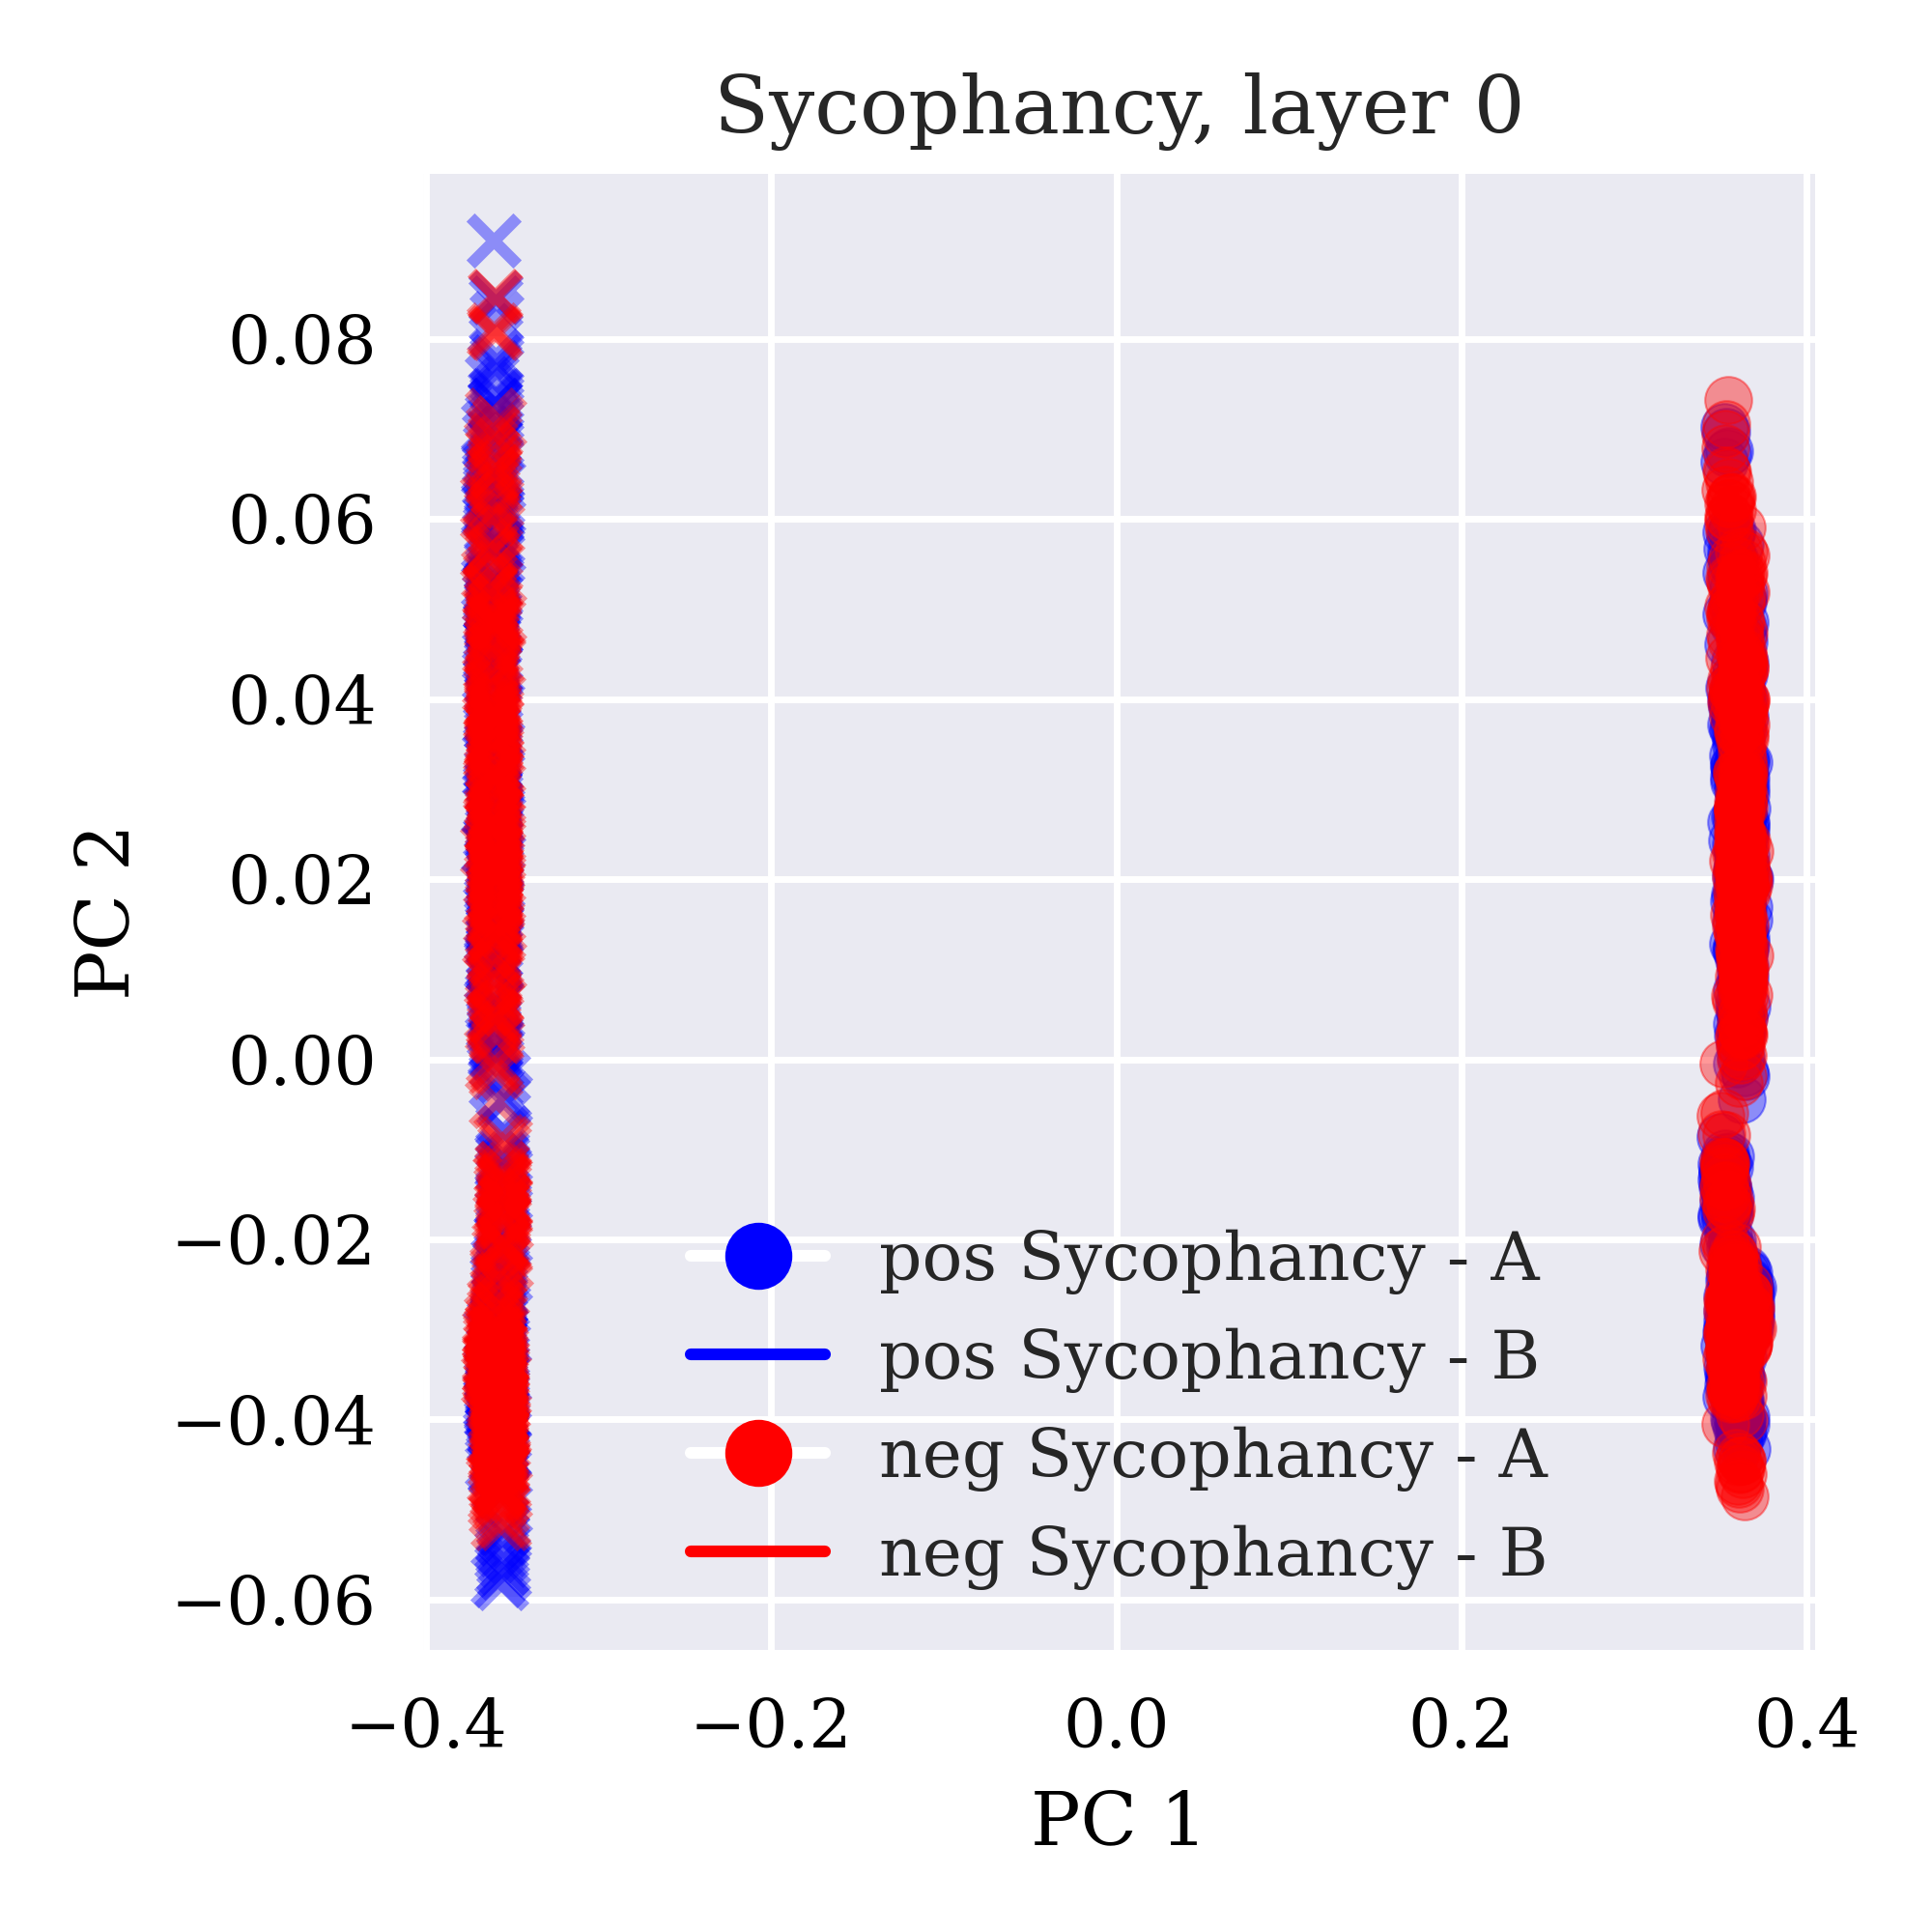 Sycophancy, layer 0
0.08
0.06
0.04
0.02
0.00
−0.02
−0.04
−0.06
PC 2
pos Sycophancy - A
pos Sycophancy - B
neg Sycophancy - A
neg Sycophancy - B
−0.4 −0.2 0.0 0.2 0.4
PC 1